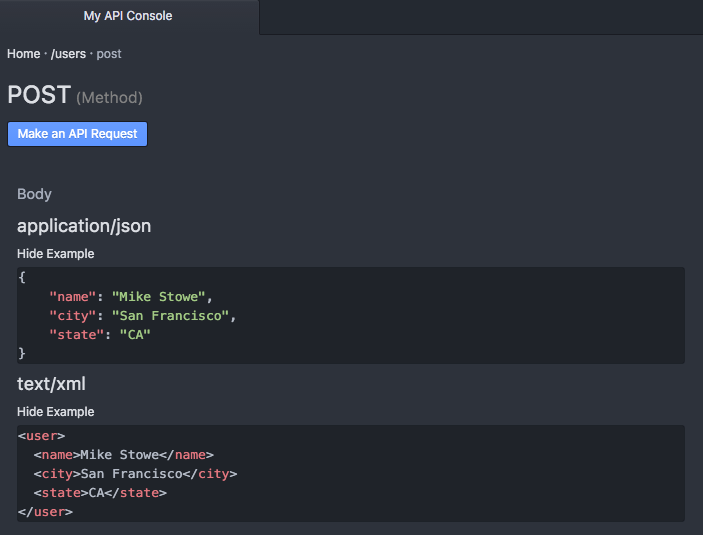 My API Console
Home · /users · post
POST (Method)
Make an API Request
Body
application/json
Hide Example
{
    "name": "Mike Stowe",
    "city": "San Francisco",
    "state": "CA"
}
text/xml
Hide Example
<user>
  <name>Mike Stowe</name>
  <city>San Francisco</city>
  <state>CA</state>
</user>